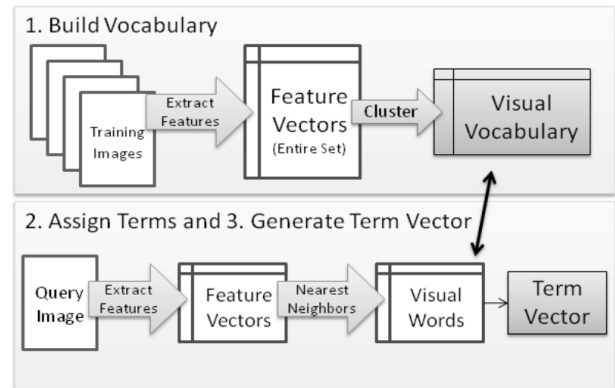 1. Build Vocabulary
Training
Images
Extract
Features
Feature
Vectors
(Entire Set)
Cluster
Visual
Vocabulary
2. Assign Terms and 3. Generate Term Vector
Query
Image
Extract
Features
Feature
Vectors
Nearest
Neighbors
Visual
Words
Term
Vector